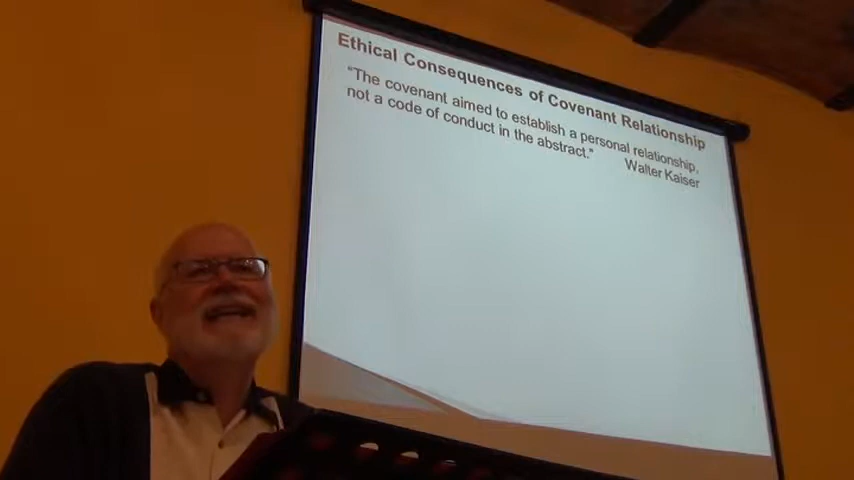 Ethical Consequences of Covenant Relationship
"The covenant aimed to establish a personal relationship,
not a code of conduct in the abstract."
Walter Kaiser